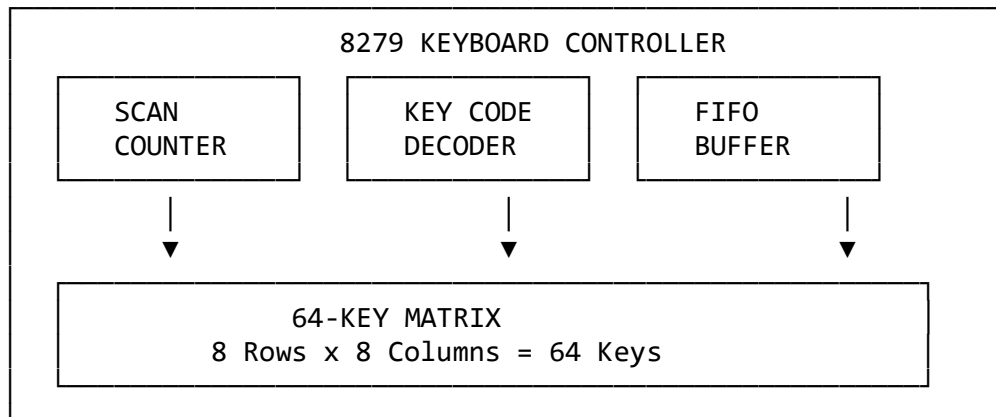 8279 KEYBOARD CONTROLLER
SCAN COUNTER
KEY CODE DECODER
FIFO BUFFER
64-KEY MATRIX
8 Rows x 8 Columns = 64 Keys